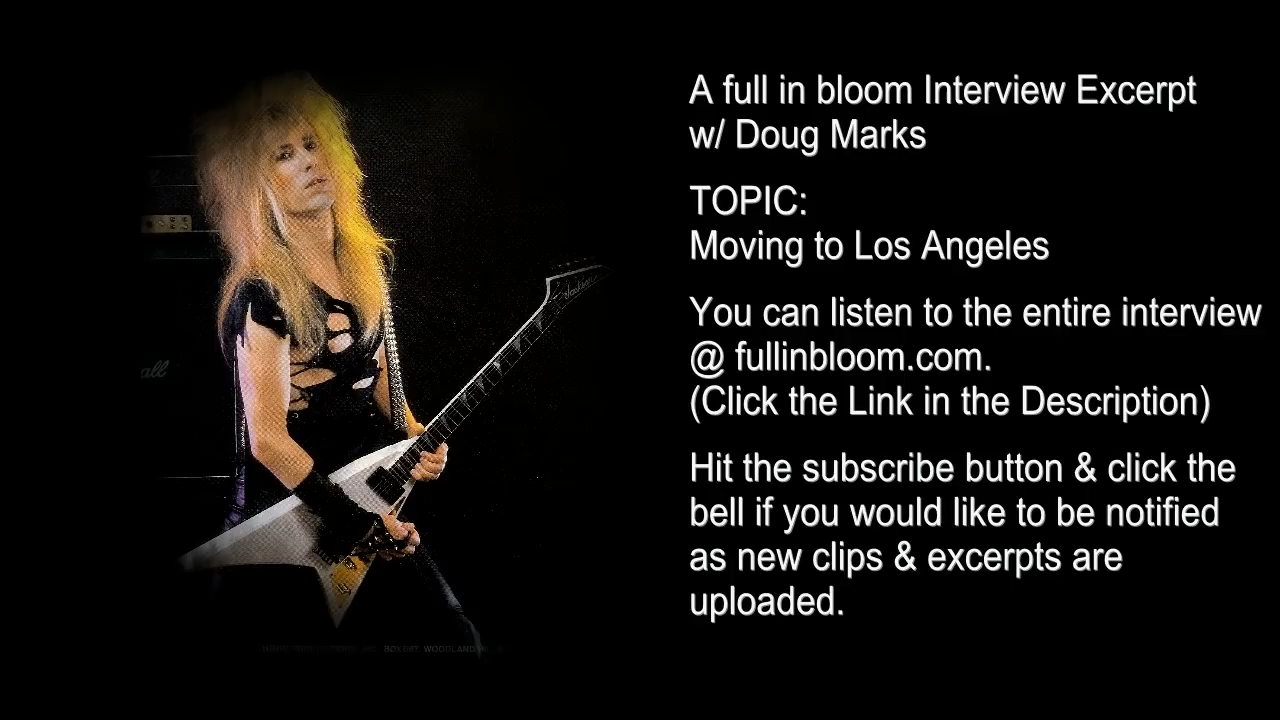 A full in bloom Interview Excerpt
w/ Doug Marks
TOPIC:
Moving to Los Angeles
You can listen to the entire interview
@ fullinbloom.com.
(Click the Link in the Description)
Hit the subscribe button & click the
bell if you would like to be notified
as new clips & excerpts are
uploaded.
Jackson
all